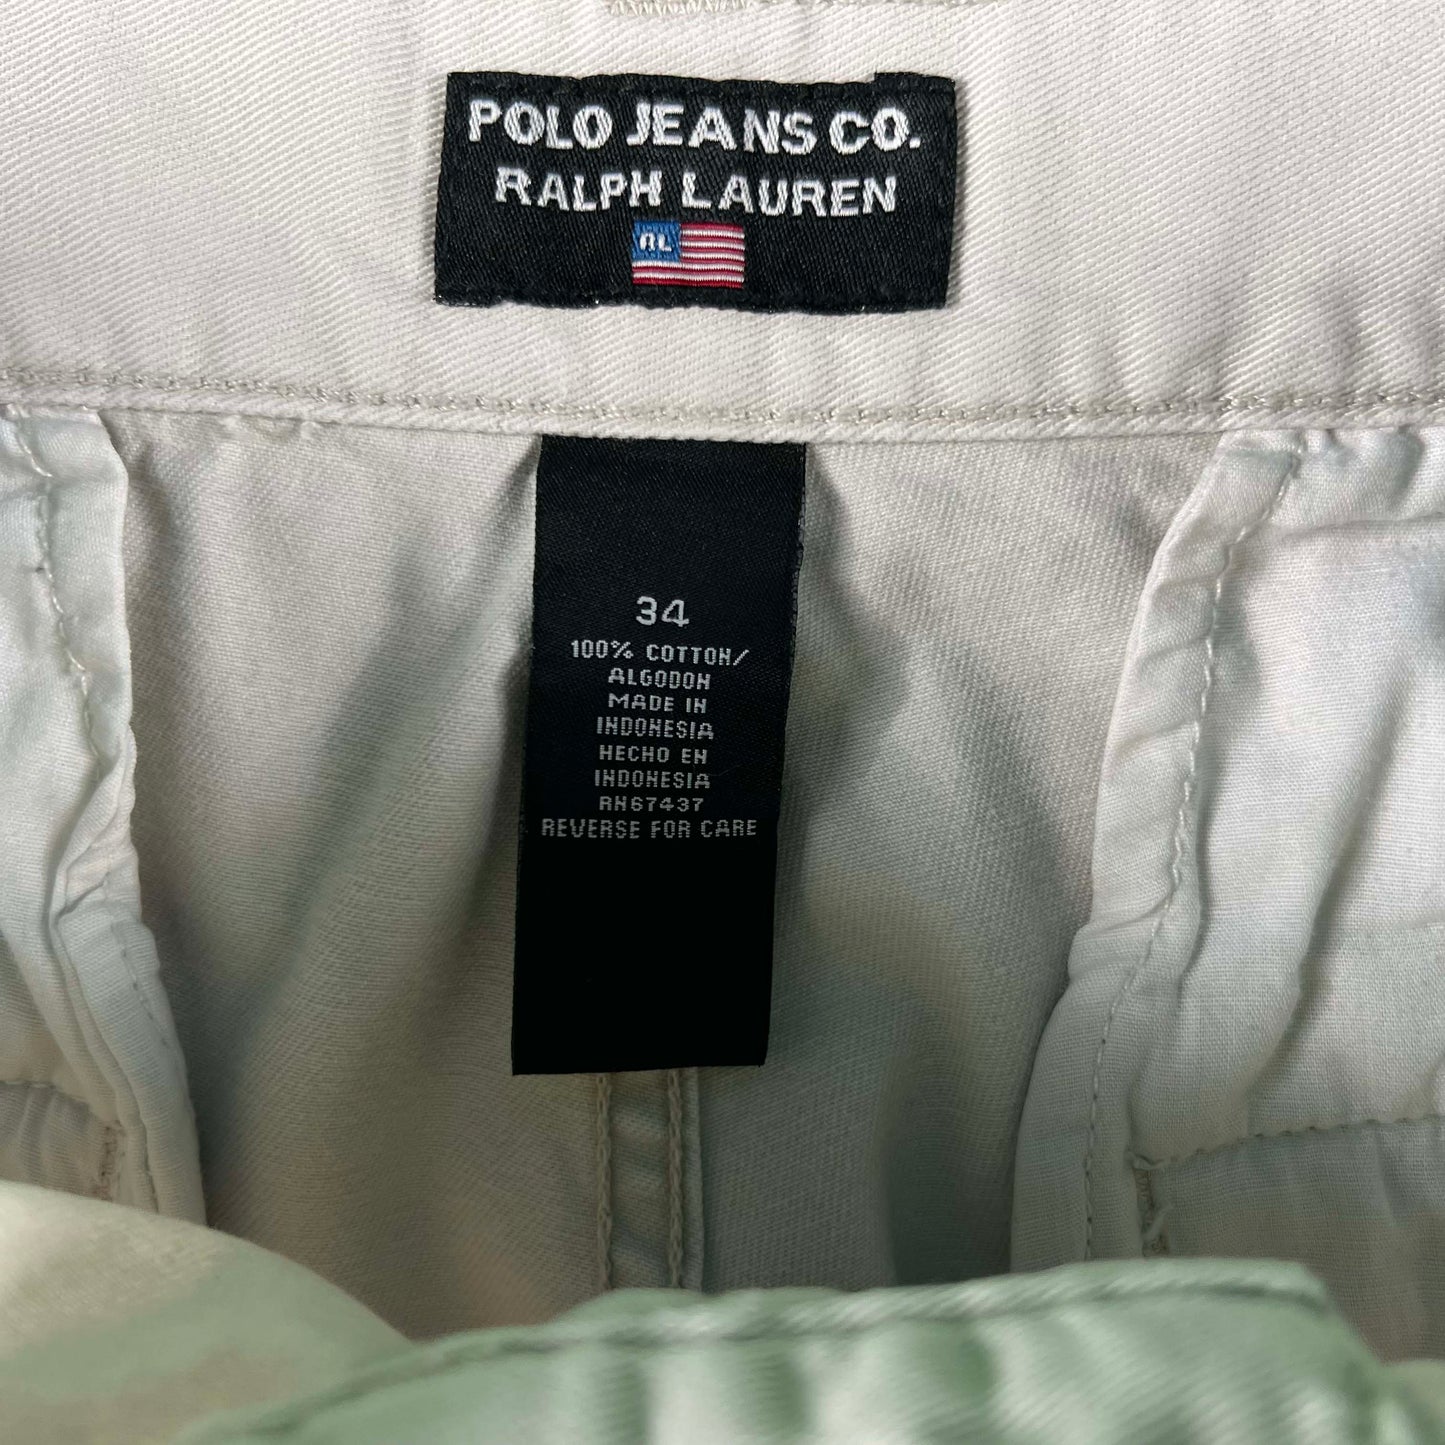 POLO JEANS CO.
RALPH LAUREN
RL
34
100% COTTON/
ALGODON
MADE IN
INDONESIA
HECHO EN
INDONESIA
RN67437
REVERSE FOR CARE